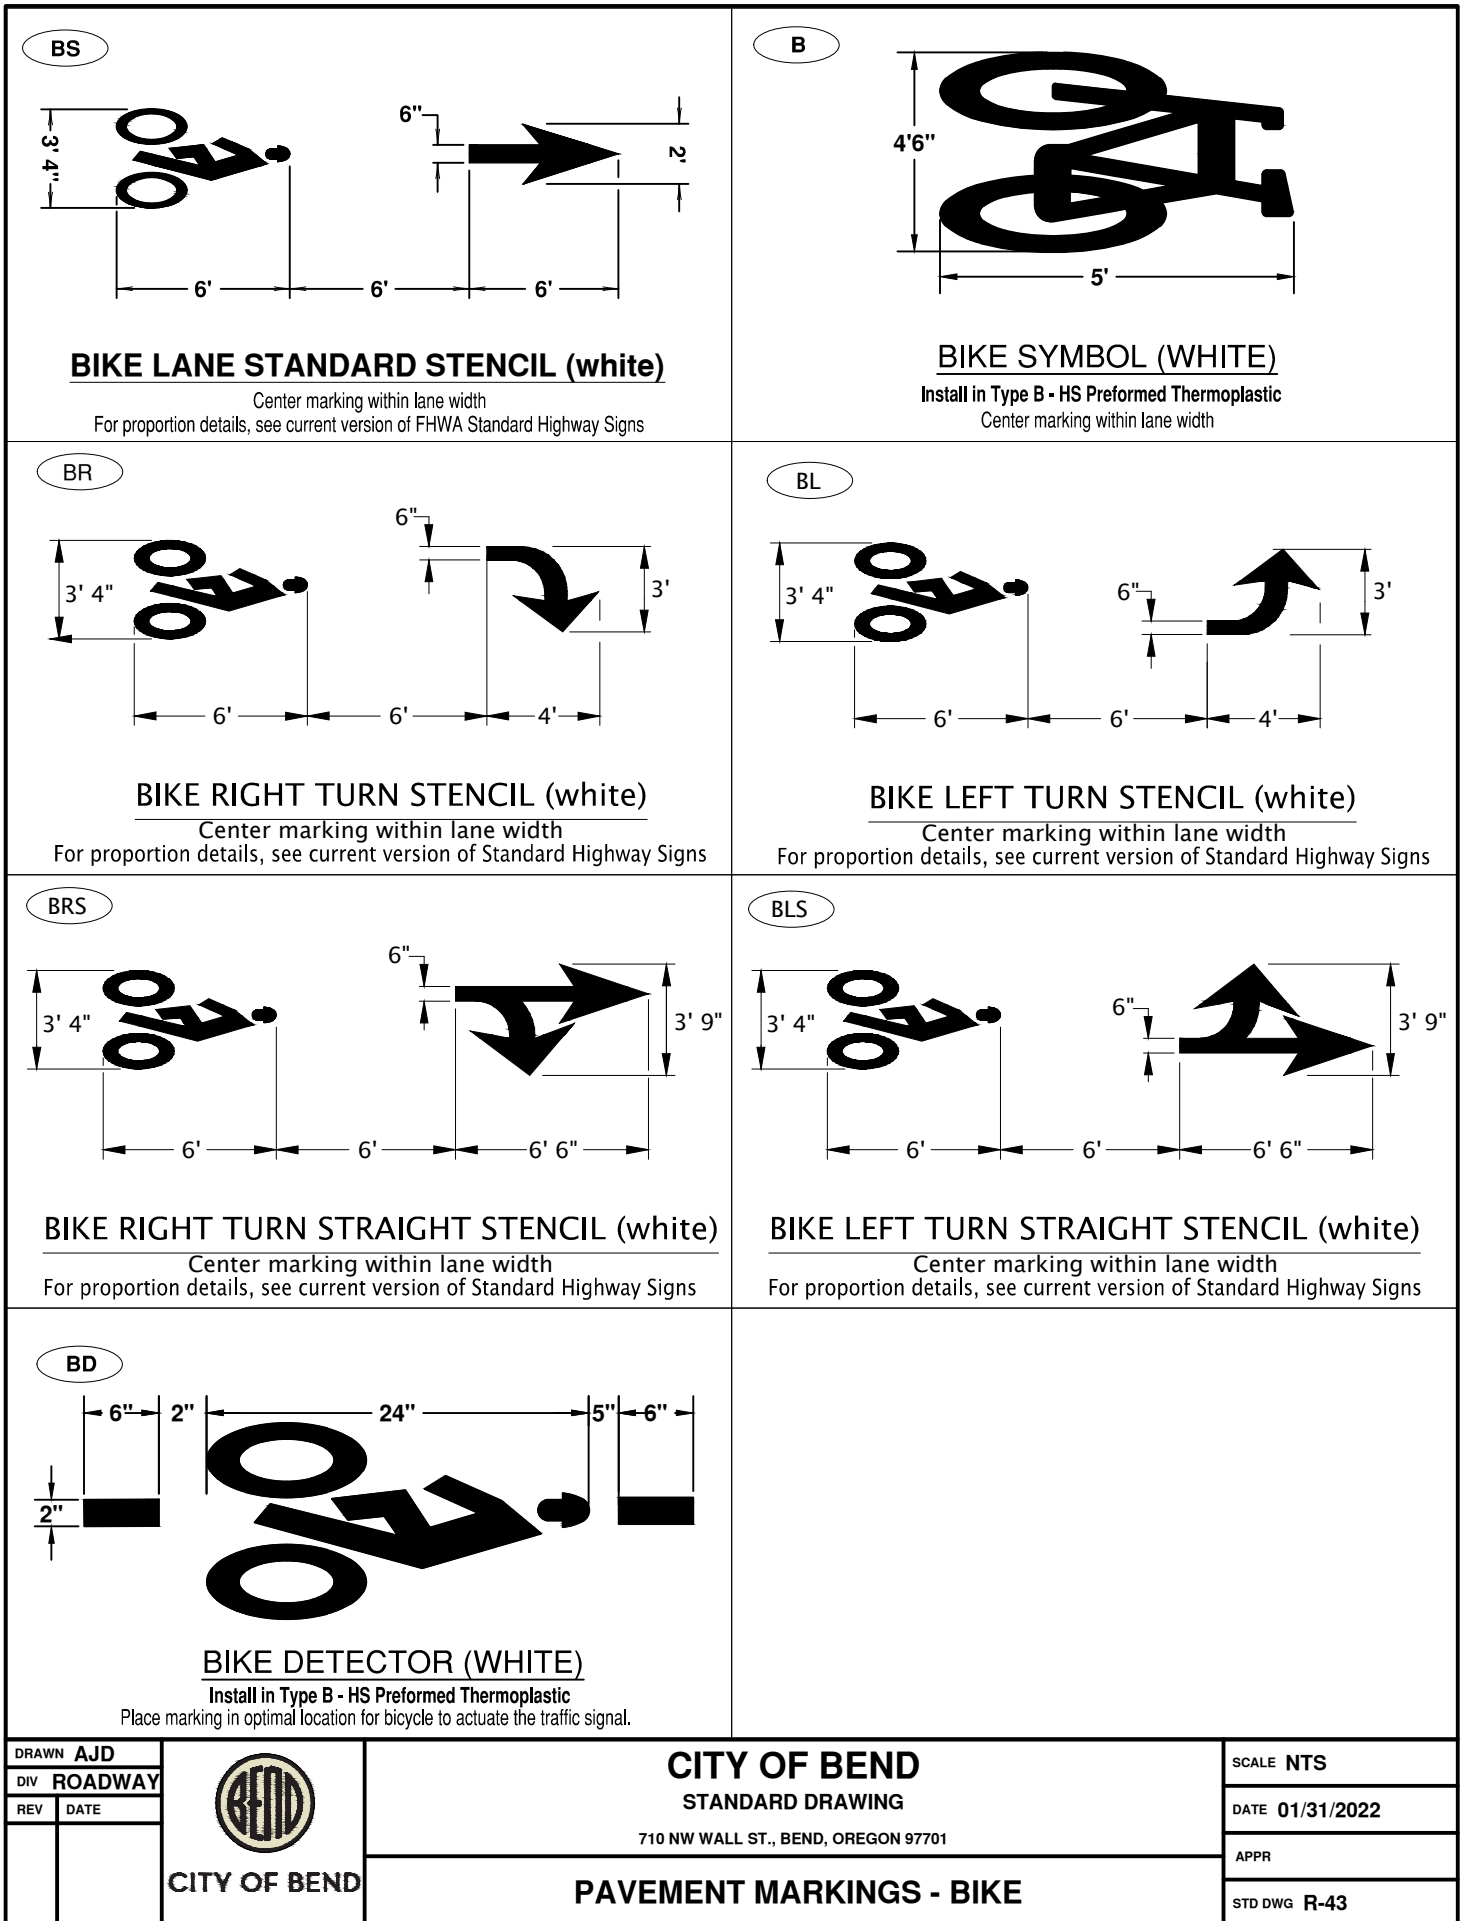 BS
3' 4"
6"
2'
6'
6'
6'
BIKE LANE STANDARD STENCIL (white)
Center marking within lane width
For proportion details, see current version of FHWA Standard Highway Signs
B
4'6"
5'
BIKE SYMBOL (WHITE)
Install in Type B - HS Preformed Thermoplastic
Center marking within lane width
BR
3' 4"
6"
3'
6'
6'
4'
BIKE RIGHT TURN STENCIL (white)
Center marking within lane width
For proportion details, see current version of Standard Highway Signs
BL
3' 4"
6"
3'
6'
6'
4'
BIKE LEFT TURN STENCIL (white)
Center marking within lane width
For proportion details, see current version of Standard Highway Signs
BRS
3' 4"
6"
3' 9"
6'
6'
6' 6"
BIKE RIGHT TURN STRAIGHT STENCIL (white)
Center marking within lane width
For proportion details, see current version of Standard Highway Signs
BLS
3' 4"
6"
3' 9"
6'
6'
6' 6"
BIKE LEFT TURN STRAIGHT STENCIL (white)
Center marking within lane width
For proportion details, see current version of Standard Highway Signs
BD
6" 2" 24" 5" 6"
2"
BIKE DETECTOR (WHITE)
Install in Type B - HS Preformed Thermoplastic
Place marking in optimal location for bicycle to actuate the traffic signal.
DRAWN AJD
DIV ROADWAY
REV DATE
BEND
CITY OF BEND
CITY OF BEND
STANDARD DRAWING
710 NW WALL ST., BEND, OREGON 97701
PAVEMENT MARKINGS - BIKE
SCALE NTS
DATE 01/31/2022
APPR
STD DWG R-43